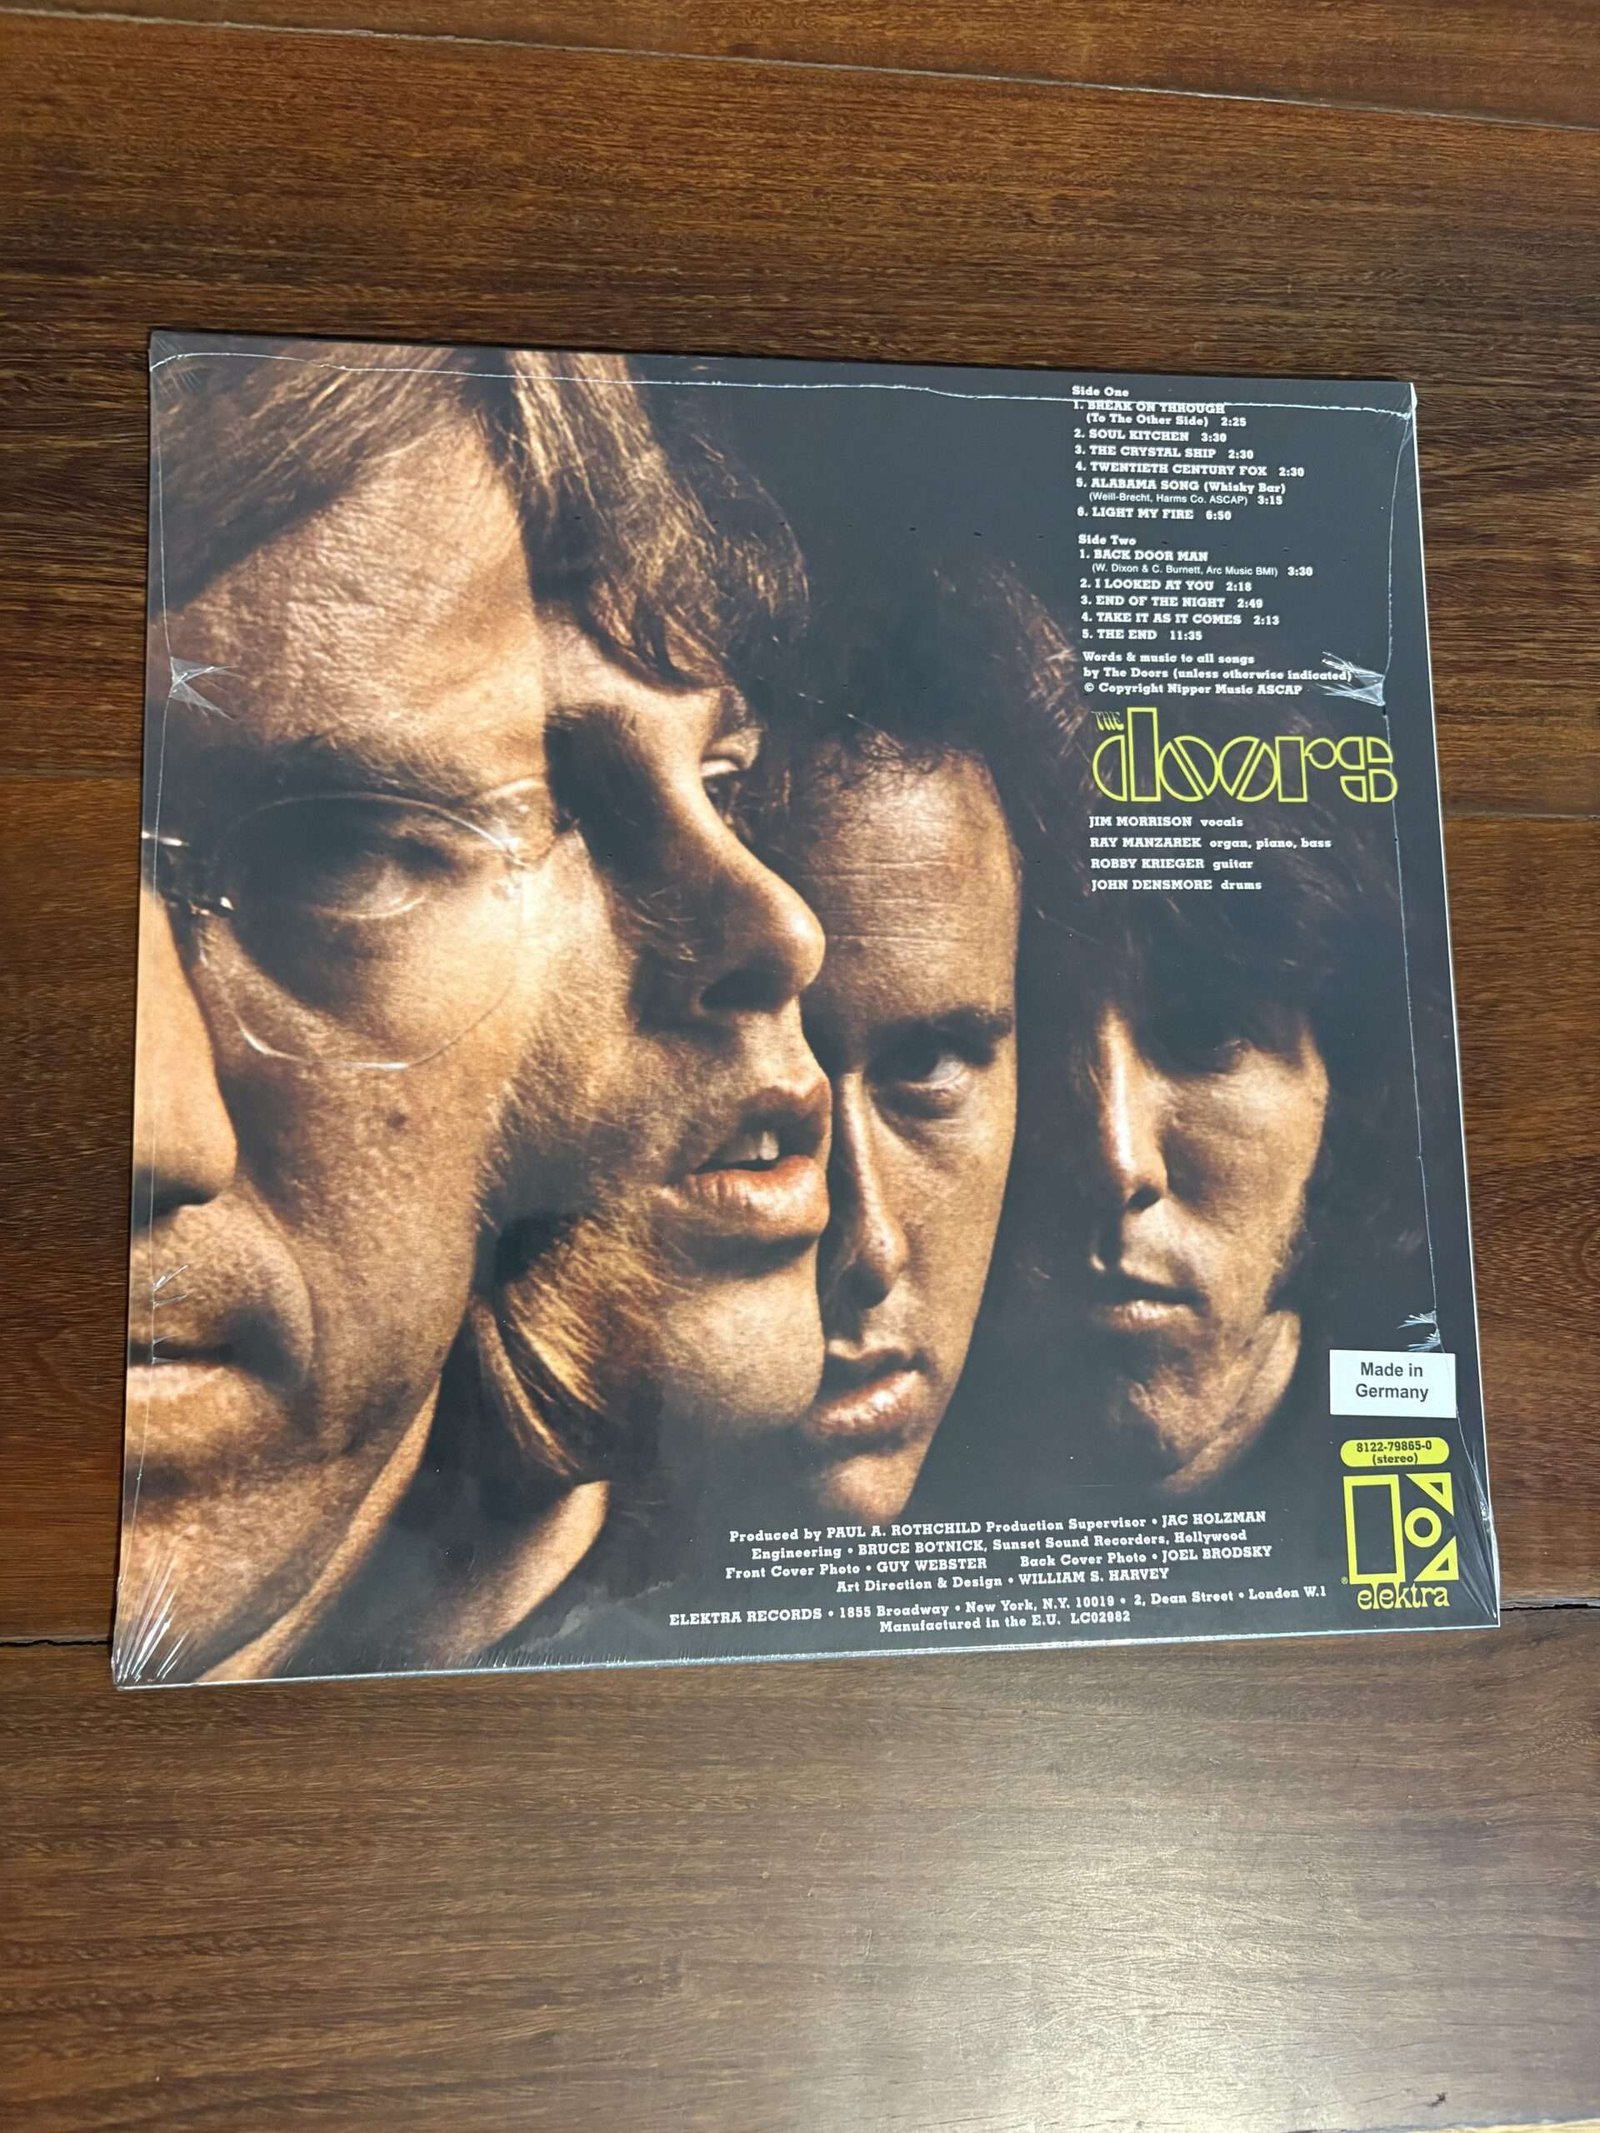 Side One
1. BREAK ON THROUGH
(To The Other Side) 2:25
2. SOUL KITCHEN 3:30
3. THE CRYSTAL SHIP 2:30
4. TWENTIETH CENTURY FOX 2:30
5. ALABAMA SONG (Whisky Bar)
(Weill-Brecht, Harms Co. ASCAP) 3:15
6. LIGHT MY FIRE 6:50
Side Two
1. BACK DOOR MAN
(W. Dixon & C. Burnett, Arc Music BMI) 3:30
2. I LOOKED AT YOU 2:18
3. END OF THE NIGHT 2:49
4. TAKE IT AS IT COMES 2:13
5. THE END 11:35
Words & music to all songs
by The Doors (unless otherwise indicated)
© Copyright Nipper Music ASCAP
THE
doors
JIM MORRISON vocals
RAY MANZAREK organ, piano, bass
ROBBY KRIEGER guitar
JOHN DENSMORE drums
Made in
Germany
8122-79865-0
(stereo)
elektra
®
Produced by PAUL A. ROTHCHILD Production Supervisor • JAC HOLZMAN
Engineering • BRUCE BOTNICK, Sunset Sound Recorders, Hollywood
Front Cover Photo • GUY WEBSTER Back Cover Photo • JOEL BRODSKY
Art Direction & Design • WILLIAM S. HARVEY
ELEKTRA RECORDS • 1855 Broadway • New York, N.Y. 10019 • 2, Dean Street • London W.1
Manufactured in the E.U. LC02982